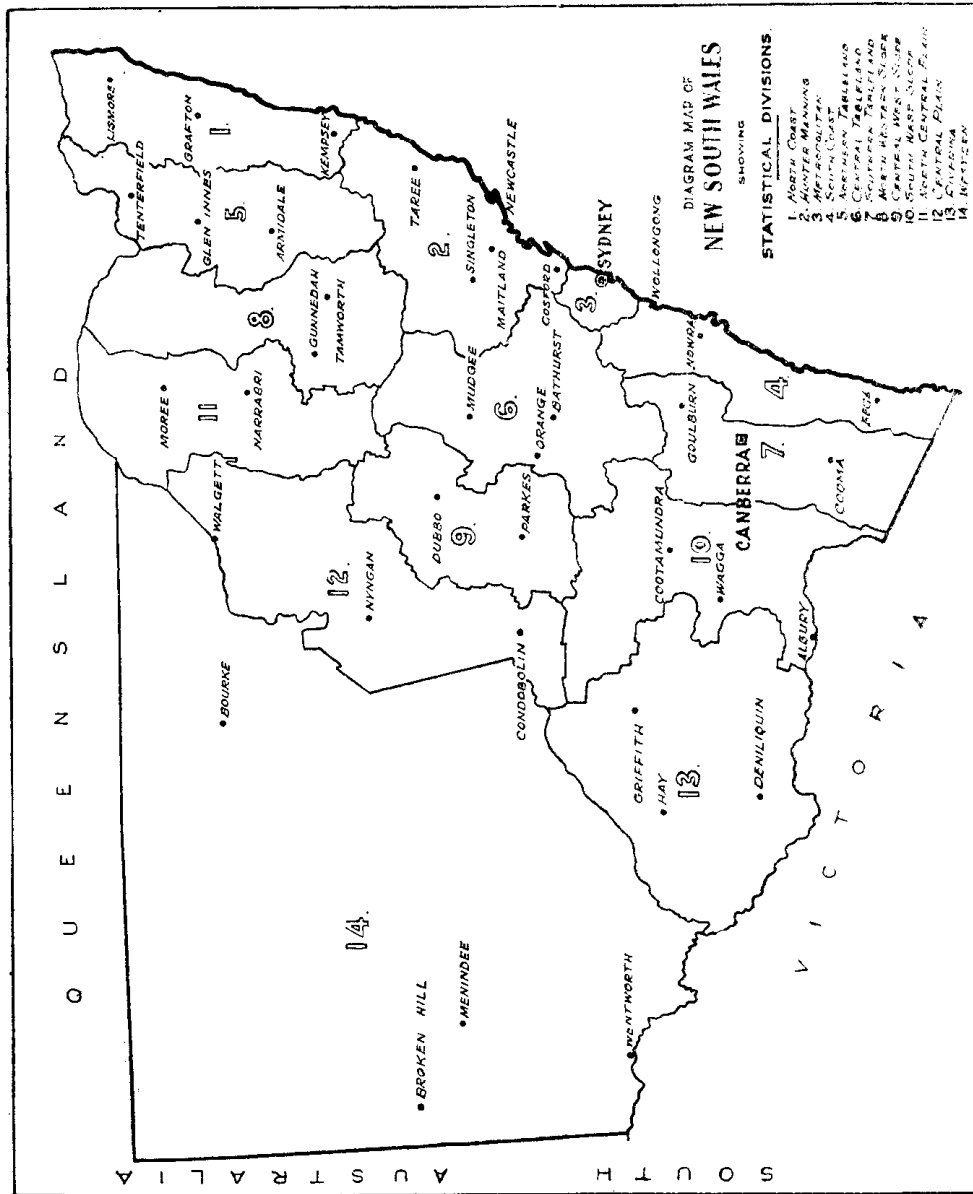 DIAGRAM MAP OF
NEW SOUTH WALES
SHOWING
STATISTICAL DIVISIONS.
1. NORTH COAST
2. HUNTER MANNING
3. METROPOLITAN
4. SOUTH COAST
5. NORTHERN TABLELAND
6. CENTRAL TABLELAND
7. SOUTHERN TABLELAND
8. NORTH WESTERN SLOPE
9. CENTRAL WEST SLOPE
10. SOUTH WEST SLOPE
11. NORTH CENTRAL PLAIN
12. CENTRAL PLAIN
13. RIVERINA
14. WESTERN
QUEENSLAND
SOUTH AUSTRALIA
VICTORIA
LISMORE
TENTERFIELD
GRAFTON
1.
GLEN INNES
5.
ARMIDALE
KEMPSEY
MOREE
11
NARRABRI
8.
GUNNEDAH
TAMWORTH
WALGETT
BOURKE
12.
NYNGAN
TAREE
2.
SINGLETON
MAITLAND
NEWCASTLE
DUBBO
9.
PARKES
MUDGEE
6.
ORANGE
BATHURST
GOSFORD
3.
SYDNEY
WOLLONGONG
14.
BROKEN HILL
MENINDEE
CONDOBOLIN
WENTWORTH
GRIFFITH
HAY
13.
DENILIQUIN
COOTAMUNDRA
10.
WAGGA
ALBURY
GOULBURN
NOWRA
CANBERRA
7.
4.
COOMA
BEGA